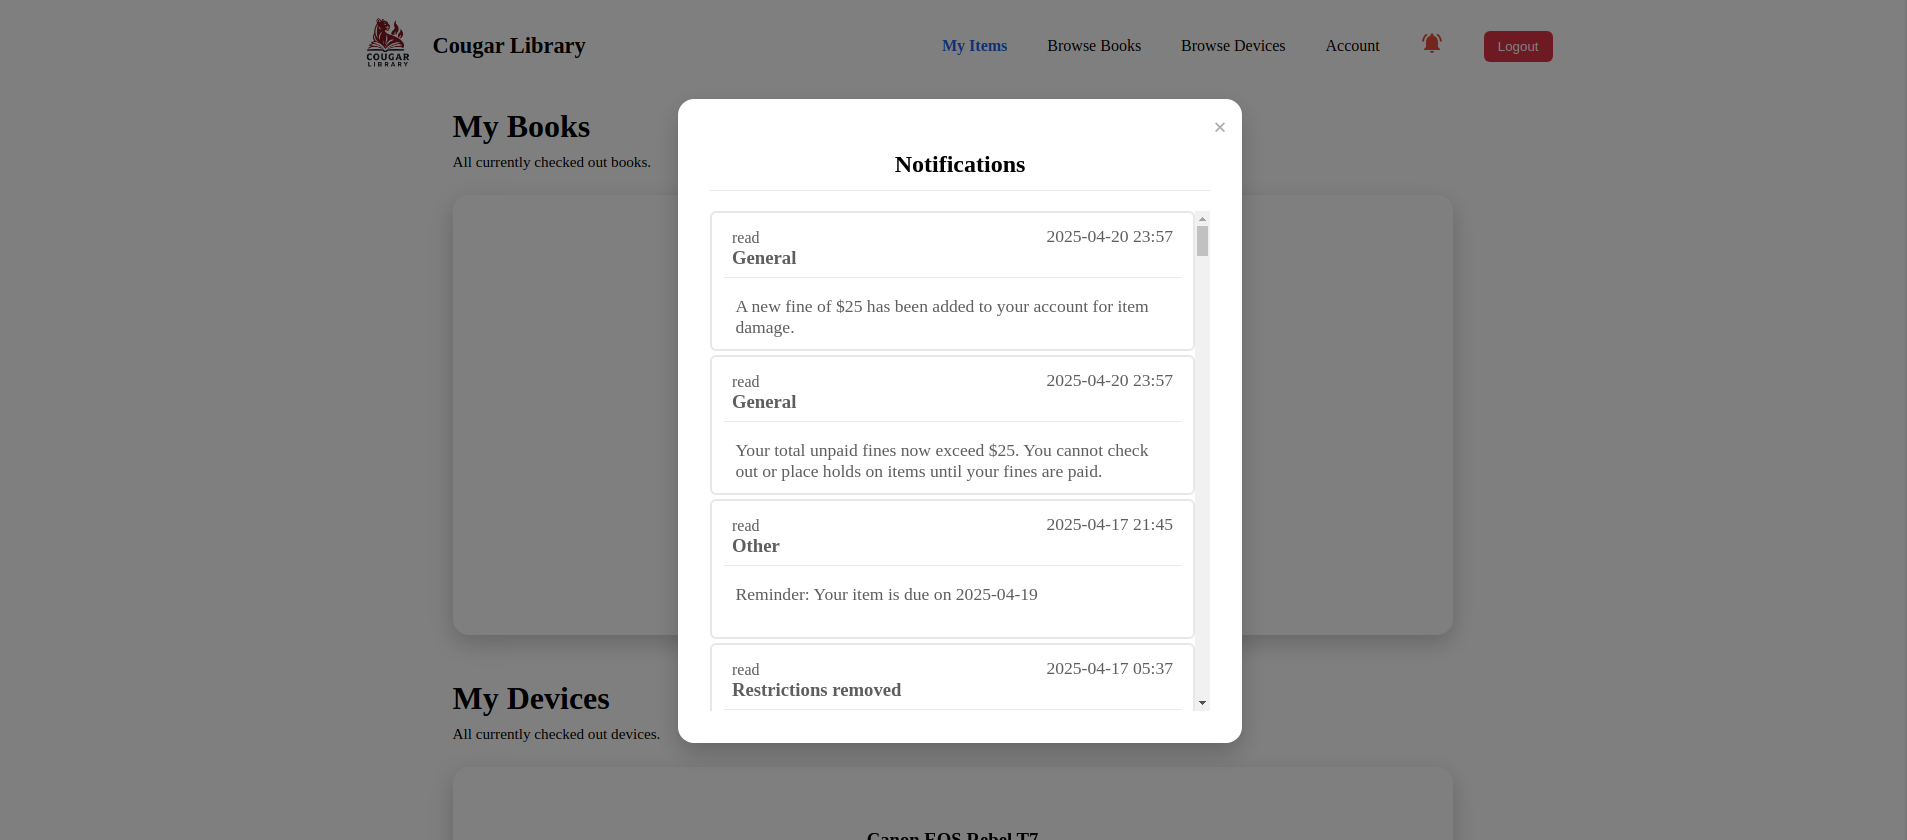 COUGAR
LIBRARY
Cougar Library
My Items
Browse Books
Browse Devices
Account
Logout
My Books
All currently checked out books.
×
Notifications
read
2025-04-20 23:57
General
A new fine of $25 has been added to your account for item
damage.
read
2025-04-20 23:57
General
Your total unpaid fines now exceed $25. You cannot check
out or place holds on items until your fines are paid.
read
2025-04-17 21:45
Other
Reminder: Your item is due on 2025-04-19
read
2025-04-17 05:37
Restrictions removed
My Devices
All currently checked out devices.
Canon EOS Rebel T7